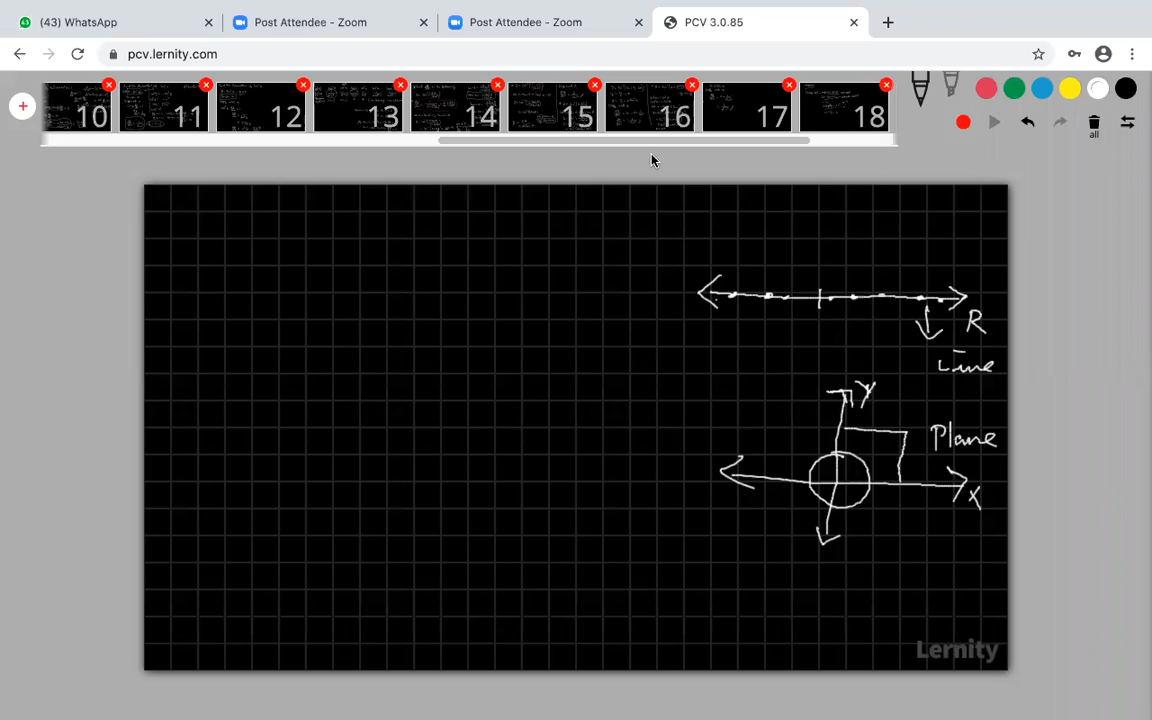 (43) WhatsApp
Post Attendee - Zoom
Post Attendee - Zoom
PCV 3.0.85
pcv.lernity.com
10
11
12
13
14
15
16
17
18
all
R
Line
Y
Plane
X
Lernity